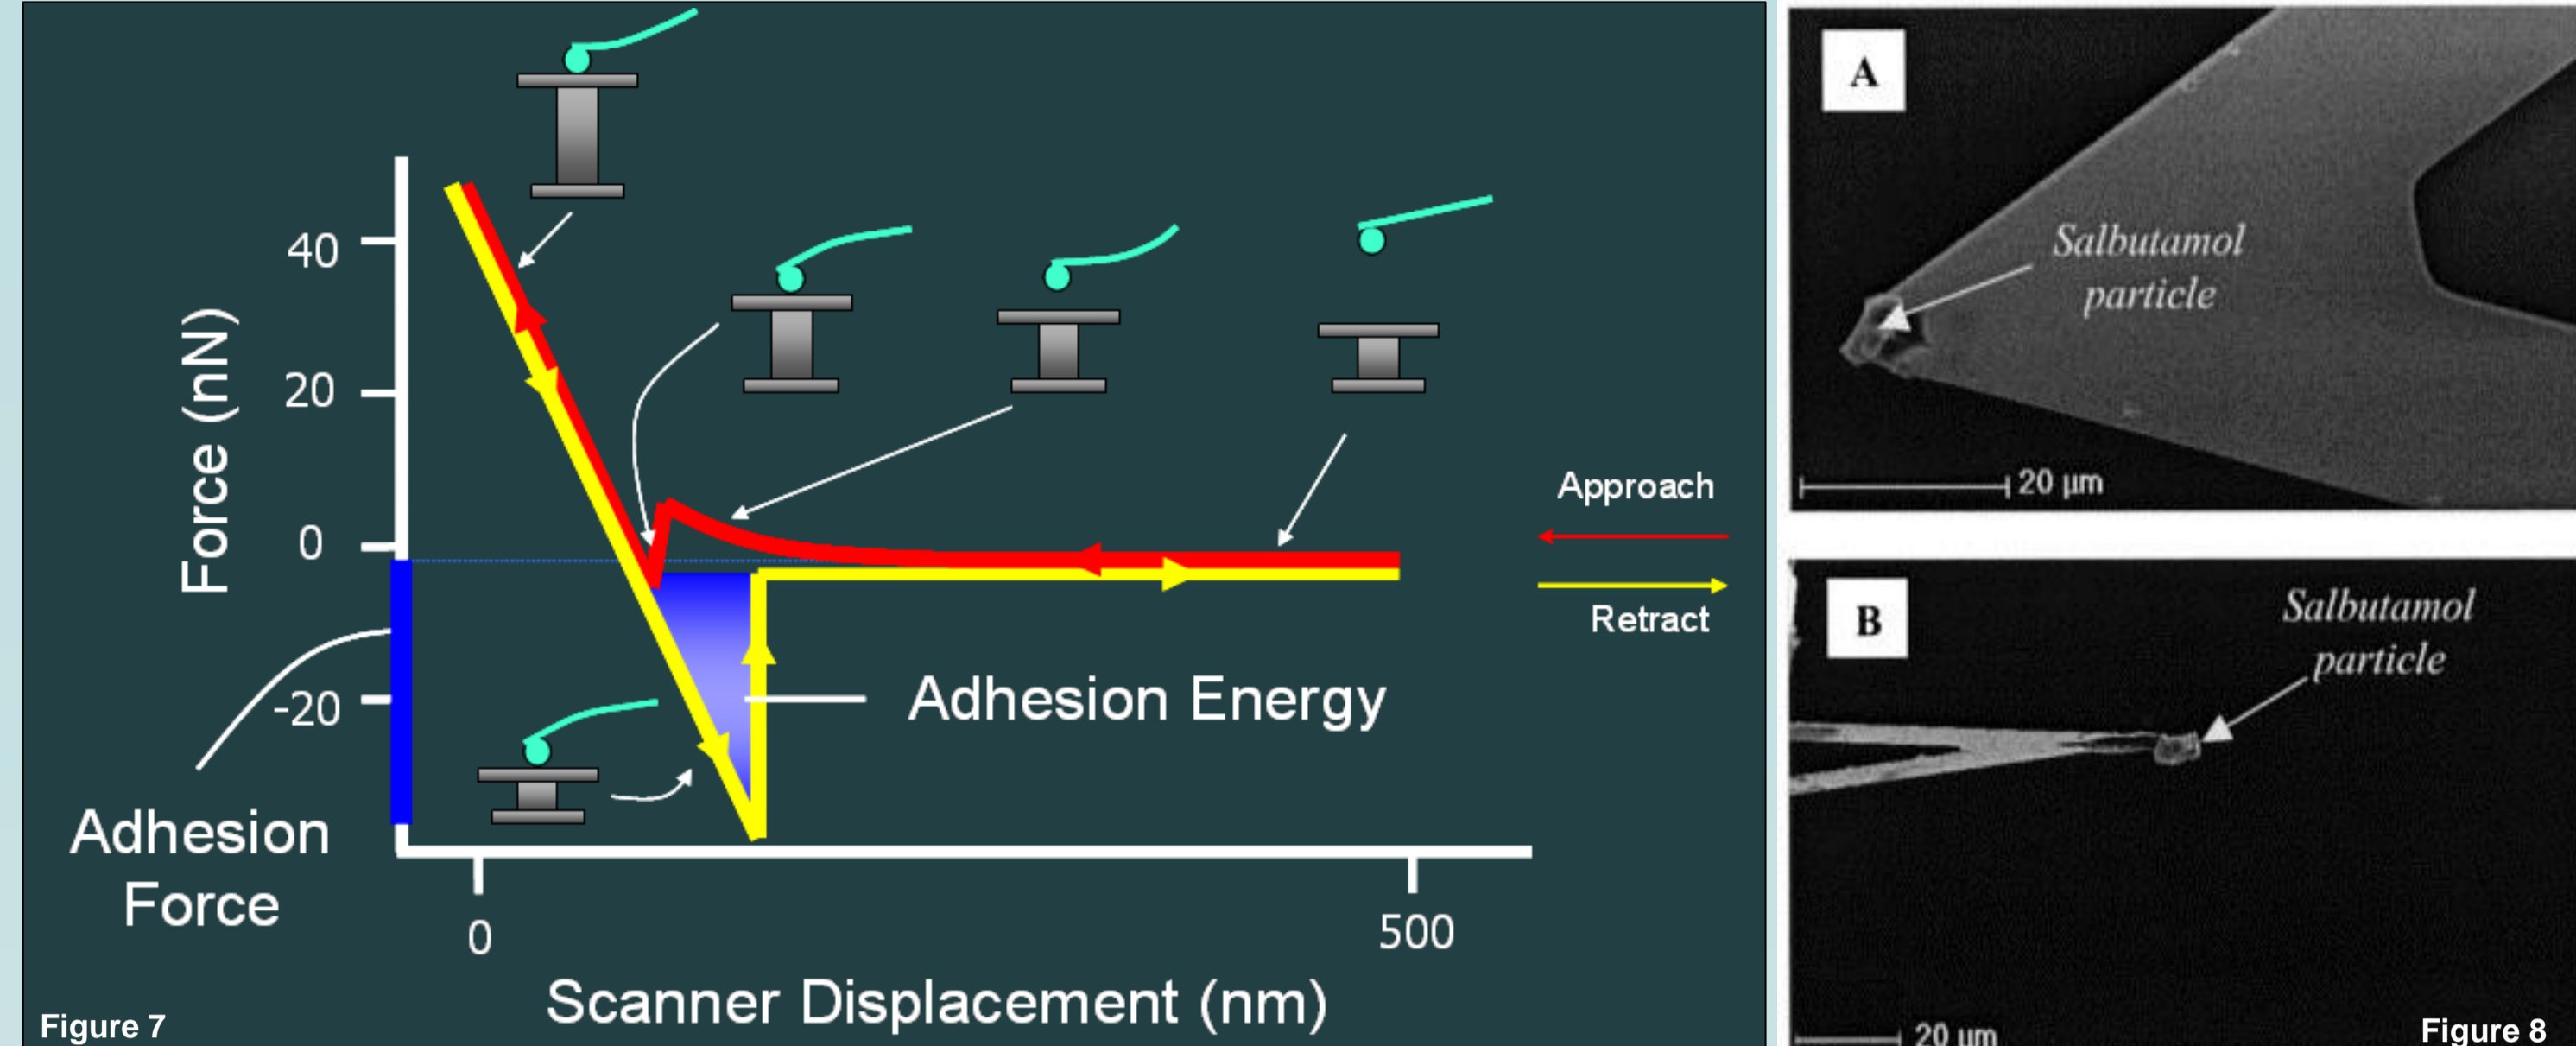 40
20
0
-20
Force (nN)
Adhesion
Force
Adhesion Energy
Approach
Retract
0
500
Scanner Displacement (nm)
Figure 7
A
Salbutamol
particle
20 µm
B
Salbutamol
particle
20 µm
Figure 8